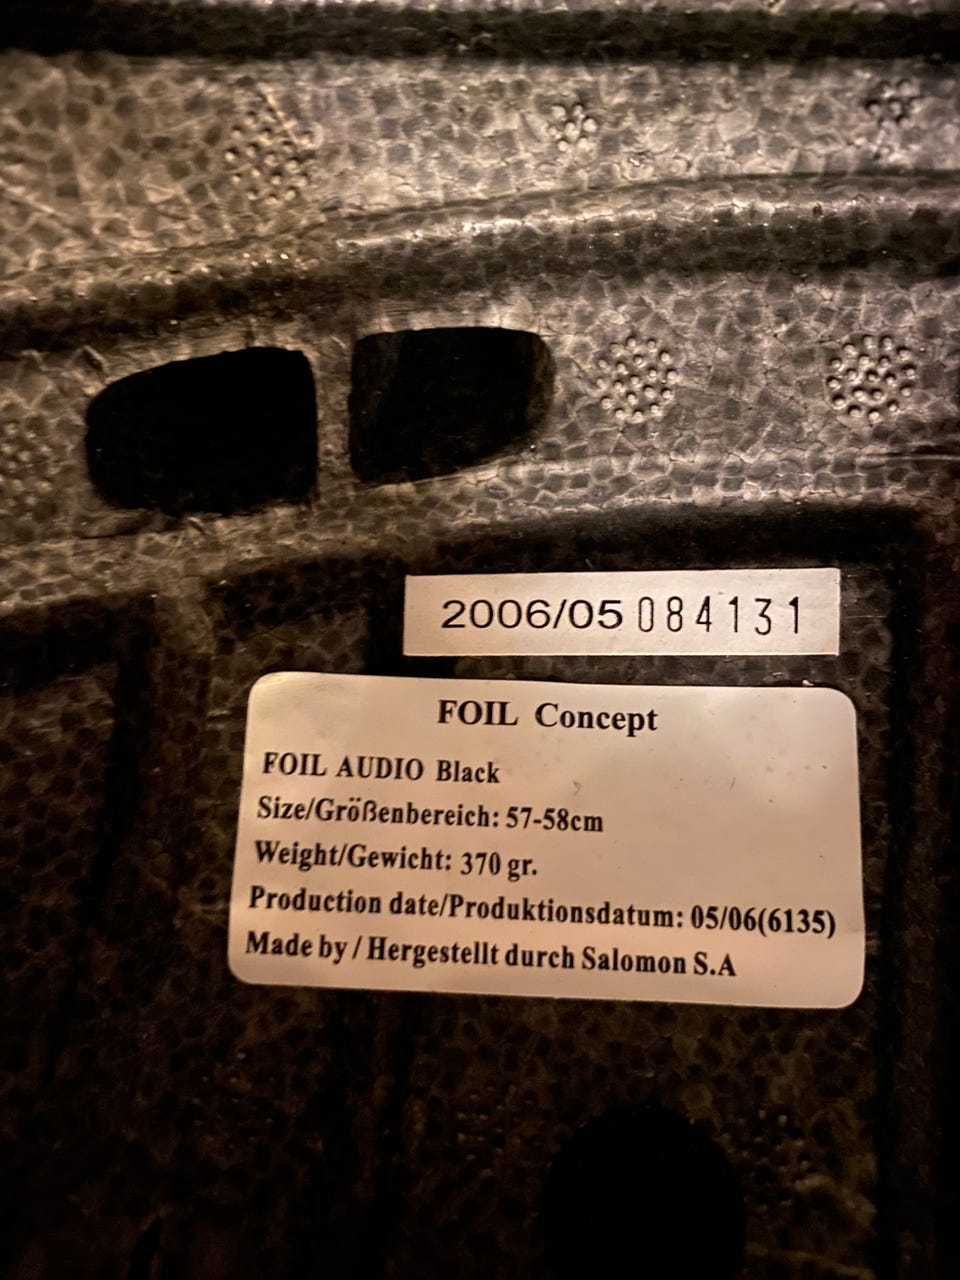 2006/05 084131
FOIL Concept
FOIL AUDIO Black
Size/Größenbereich: 57-58cm
Weight/Gewicht: 370 gr.
Production date/Produktionsdatum: 05/06(6135)
Made by / Hergestellt durch Salomon S.A